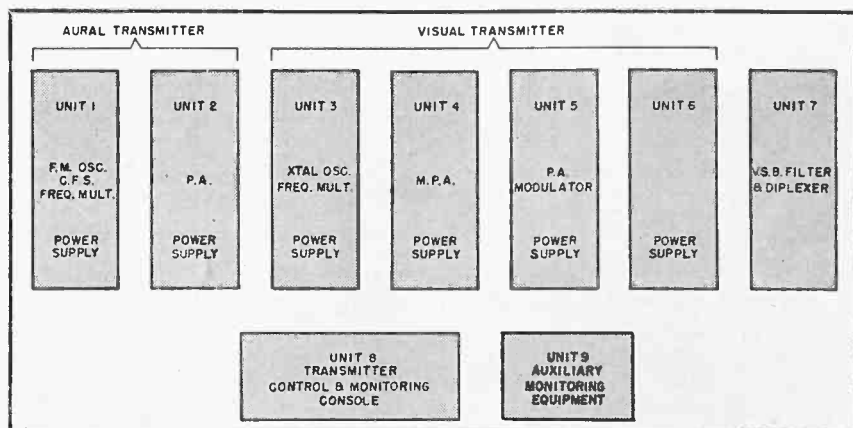 AURAL TRANSMITTER
VISUAL TRANSMITTER
UNIT 1
F.M. OSC.
C.F.S.
FREQ. MULT.
POWER
SUPPLY
UNIT 2
P.A.
POWER
SUPPLY
UNIT 3
XTAL OSC.
FREQ. MULT.
POWER
SUPPLY
UNIT 4
M.P.A.
POWER
SUPPLY
UNIT 5
P.A.
MODULATOR
POWER
SUPPLY
UNIT 6
POWER
SUPPLY
UNIT 7
V.S.B. FILTER
& DIPLEXER
UNIT 8
TRANSMITTER
CONTROL & MONITORING
CONSOLE
UNIT 9
AUXILIARY
MONITORING
EQUIPMENT